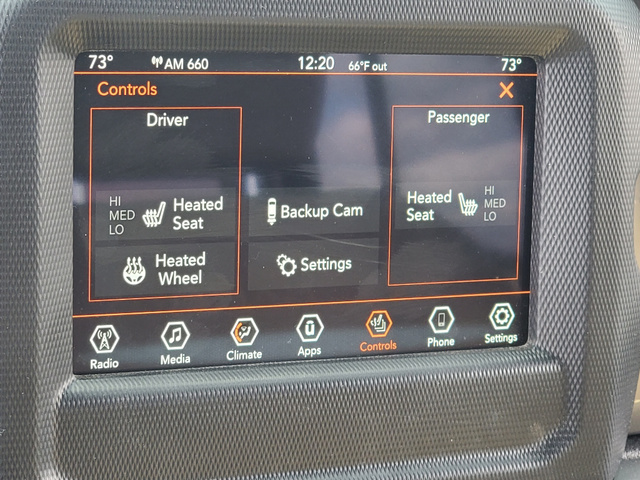 73° AM 660 12:20 66°F out 73°
Controls X
Driver
HI
MED
LO
Heated
Seat
Heated
Wheel
Backup Cam
Settings
Passenger
Heated
Seat
HI
MED
LO
Radio Media Climate Apps Controls Phone Settings